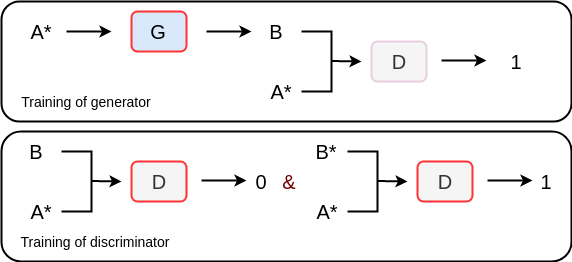 A* G B
D 1
A*
Training of generator
B B*
D 0 & D 1
A* A*
Training of discriminator